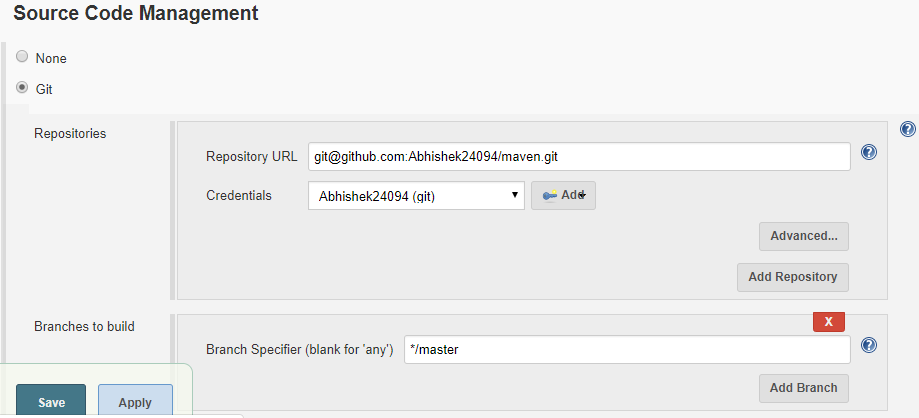 Source Code Management
None
Git
Repositories
Repository URL git@github.com:Abhishek24094/maven.git
Credentials Abhishek24094 (git) Add
Advanced...
Add Repository
Branches to build
X
Branch Specifier (blank for 'any') */master
Add Branch
Save Apply